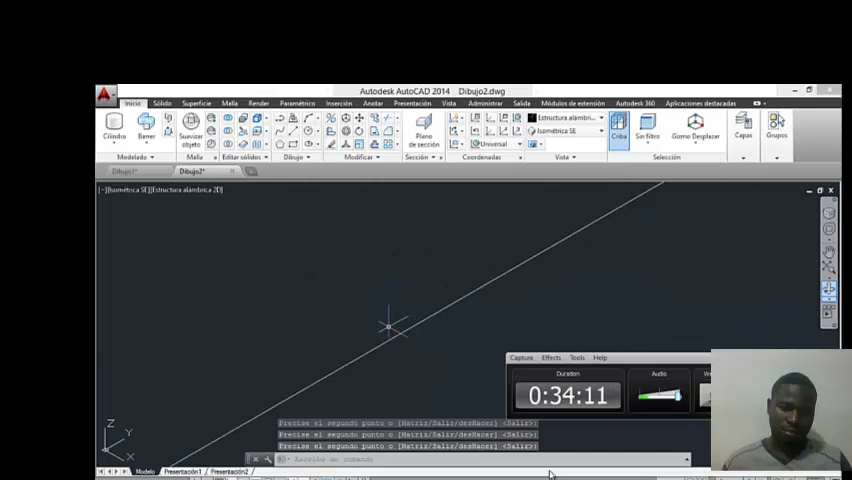 Autodesk AutoCAD 2014 Dibujo2.dwg
Inicio Sólido Superficie Malla Render Paramétrico Inserción Anotar Presentación Vista Administrar Salida Módulos de extensión Autodesk 360 Aplicaciones destacadas
Cilindro Barrer Suavizar objeto Plano de sección Universal Estructura alámbri... Isométrica SE Criba Sin filtro Gizmo Desplazar Capas Grupos
Modelado Malla Editar sólidos Dibujo Modificar Sección Coordenadas Vista Selección
Dibujo1* Dibujo2*
[−][Isométrica SE][Estructura alámbrica 2D]
Capture Effects Tools Help
Duration Audio
0:34:11
Z
Y
X
Precise el segundo punto o [Matriz/Salir/desHacer] <Salir>:
Precise el segundo punto o [Matriz/Salir/desHacer] <Salir>:
Precise el segundo punto o [Matriz/Salir/desHacer] <Salir>:
Escribe un comando
Modelo Presentación1 Presentación2